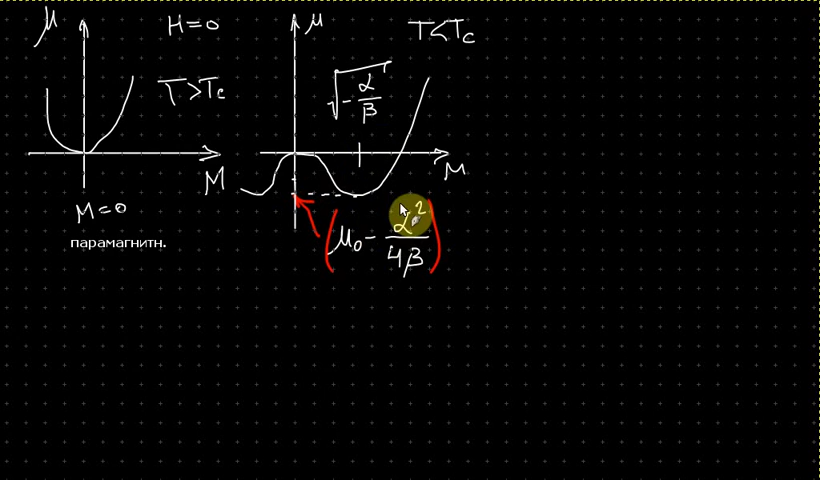 μ
H=0
T>Tc
M
M=0
парамагнитн.
μ
T<Tc
√-α/β
M
(μ₀ - α²/4β)